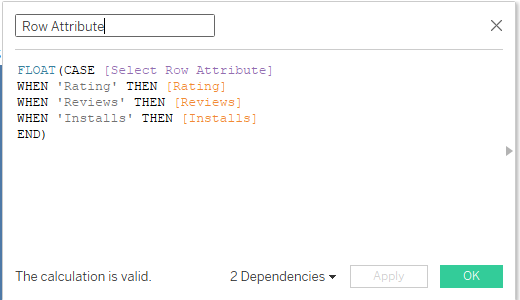 Row Attribute
FLOAT(CASE [Select Row Attribute]
WHEN 'Rating' THEN [Rating]
WHEN 'Reviews' THEN [Reviews]
WHEN 'Installs' THEN [Installs]
END)
The calculation is valid. 2 Dependencies Apply OK